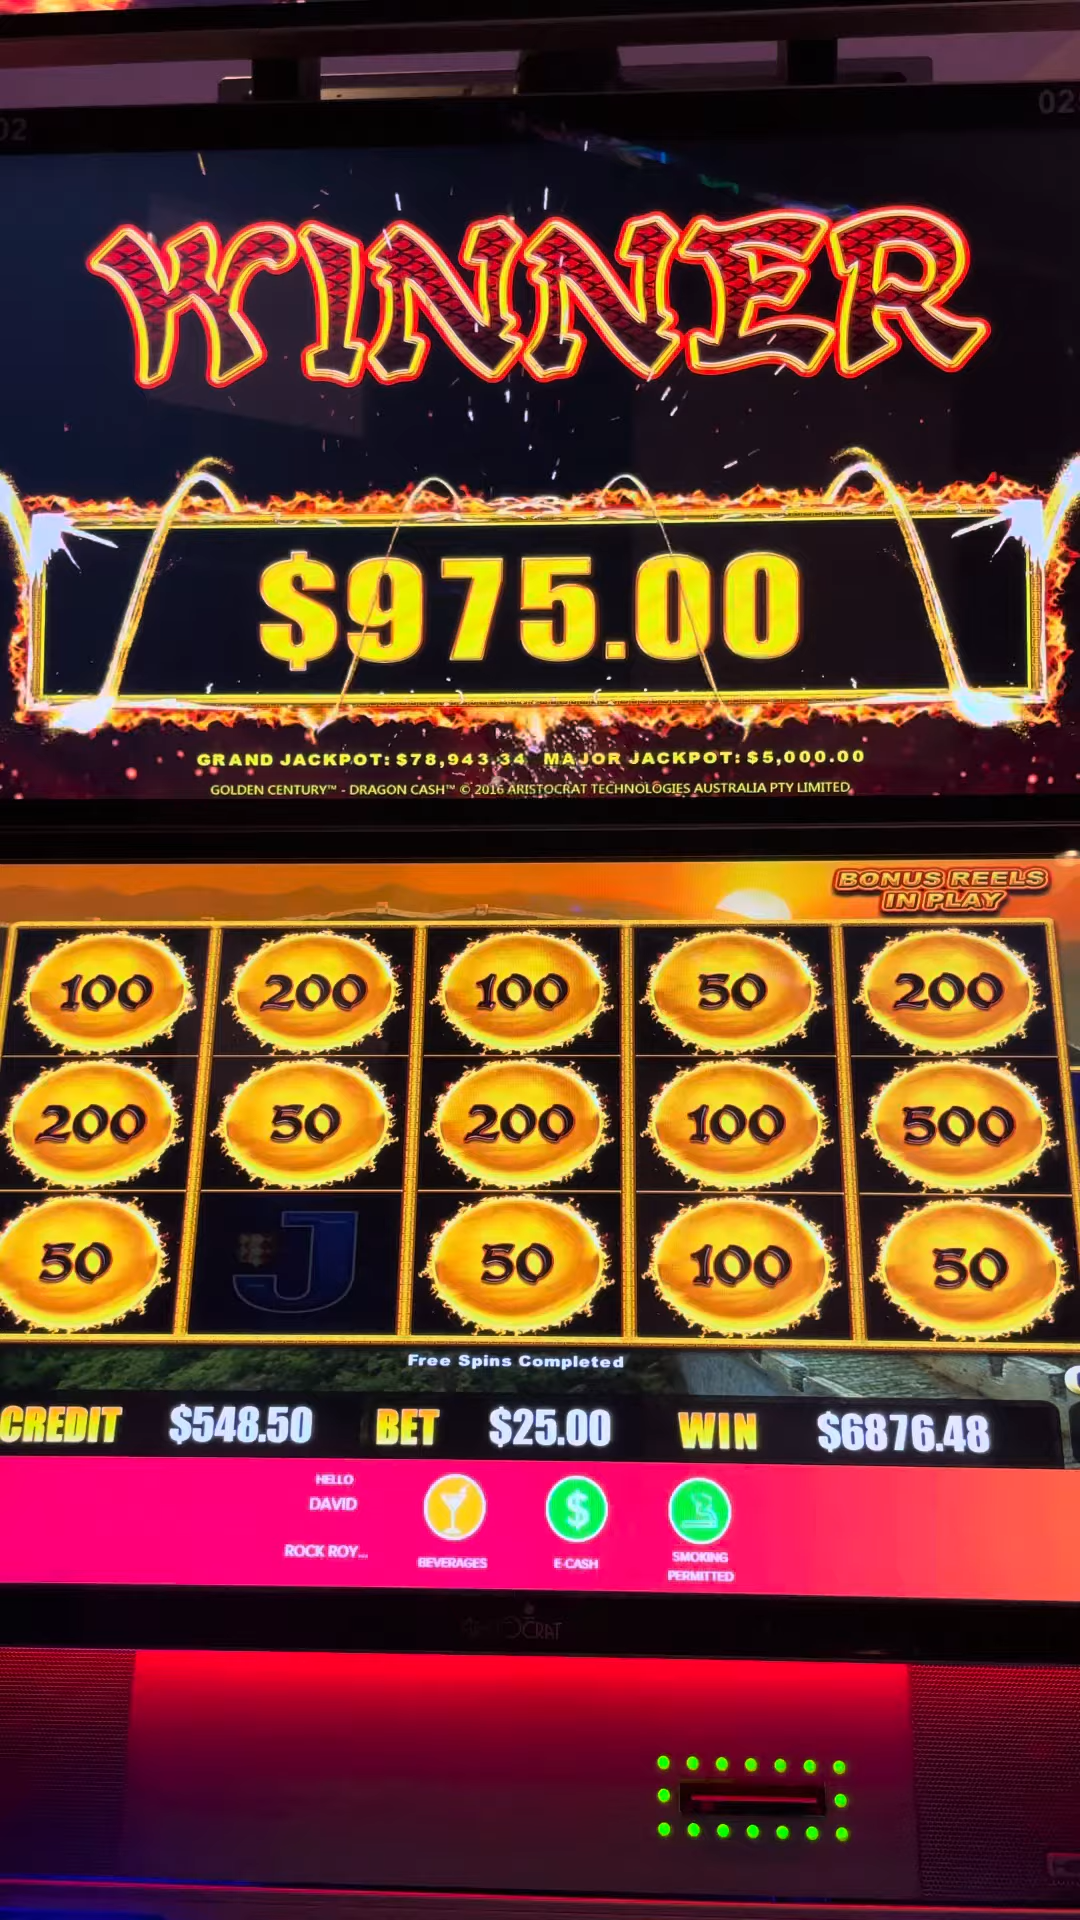 02
02
WINNER
$975.00
GRAND JACKPOT: $78,943.34 MAJOR JACKPOT: $5,000.00
GOLDEN CENTURY™ - DRAGON CASH™ © 2016 ARISTOCRAT TECHNOLOGIES AUSTRALIA PTY LIMITED
BONUS REELS
IN PLAY
100 200 100 50 200
200 50 200 100 500
50 J 50 100 50
Free Spins Completed
CREDIT $548.50 BET $25.00 WIN $6876.48
HELLO
DAVID
ROCK ROY...
BEVERAGES
E-CASH
SMOKING
PERMITTED